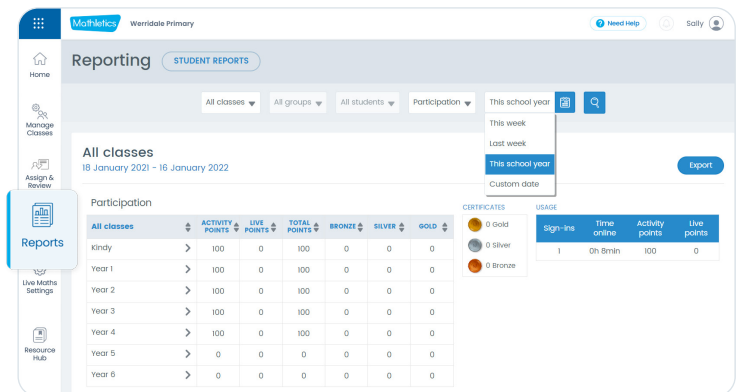 Mathletics
Werridale Primary
Need Help
Sally
Home
Manage
Classes
Assign &
Review
Reports
Live Maths
Settings
Resource
Hub
Reporting
STUDENT REPORTS
All classes
All groups
All students
Participation
This school year
This week
Last week
This school year
Custom date
All classes
18 January 2021 - 16 January 2022
Export
Participation
All classes ACTIVITY POINTS LIVE POINTS TOTAL POINTS BRONZE SILVER GOLD
Kindy 100 0 100 0 0 0
Year 1 100 0 100 0 0 0
Year 2 100 0 100 0 0 0
Year 3 100 0 100 0 0 0
Year 4 100 0 100 0 0 0
Year 5 0 0 0 0 0 0
Year 6 0 0 0 0 0 0
CERTIFICATES
0 Gold
0 Silver
0 Bronze
USAGE
Sign-ins Time online Activity points Live points
1 0h 8min 100 0